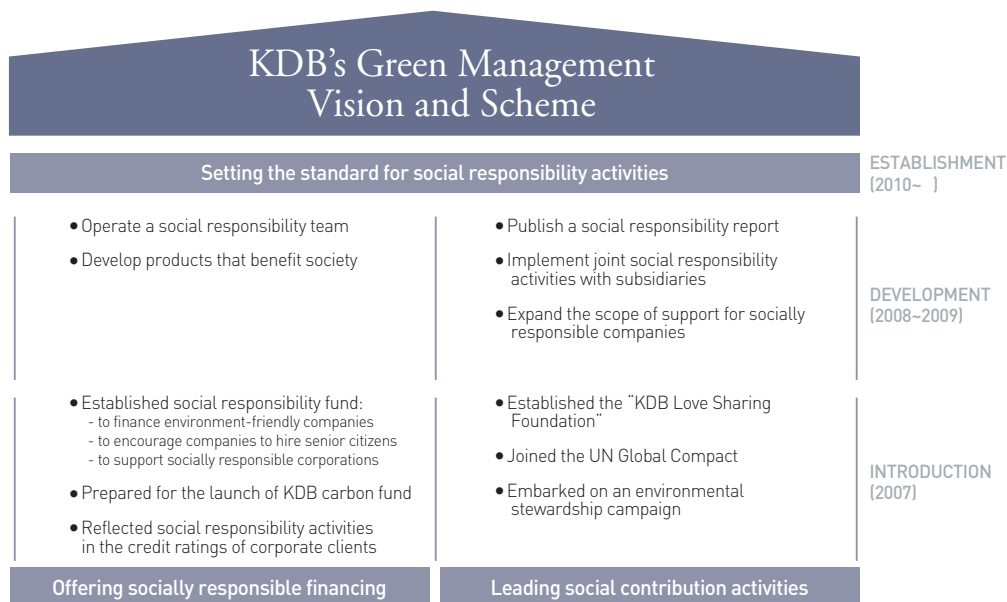 KDB's Green Management
Vision and Scheme
Setting the standard for social responsibility activities
ESTABLISHMENT
(2010~ )
• Operate a social responsibility team
• Develop products that benefit society
• Publish a social responsibility report
• Implement joint social responsibility
activities with subsidiaries
• Expand the scope of support for socially
responsible companies
DEVELOPMENT
(2008~2009)
• Established social responsibility fund:
- to finance environment-friendly companies
- to encourage companies to hire senior citizens
- to support socially responsible corporations
• Prepared for the launch of KDB carbon fund
• Reflected social responsibility activities
in the credit ratings of corporate clients
• Established the "KDB Love Sharing
Foundation"
• Joined the UN Global Compact
• Embarked on an environmental
stewardship campaign
INTRODUCTION
(2007)
Offering socially responsible financing
Leading social contribution activities